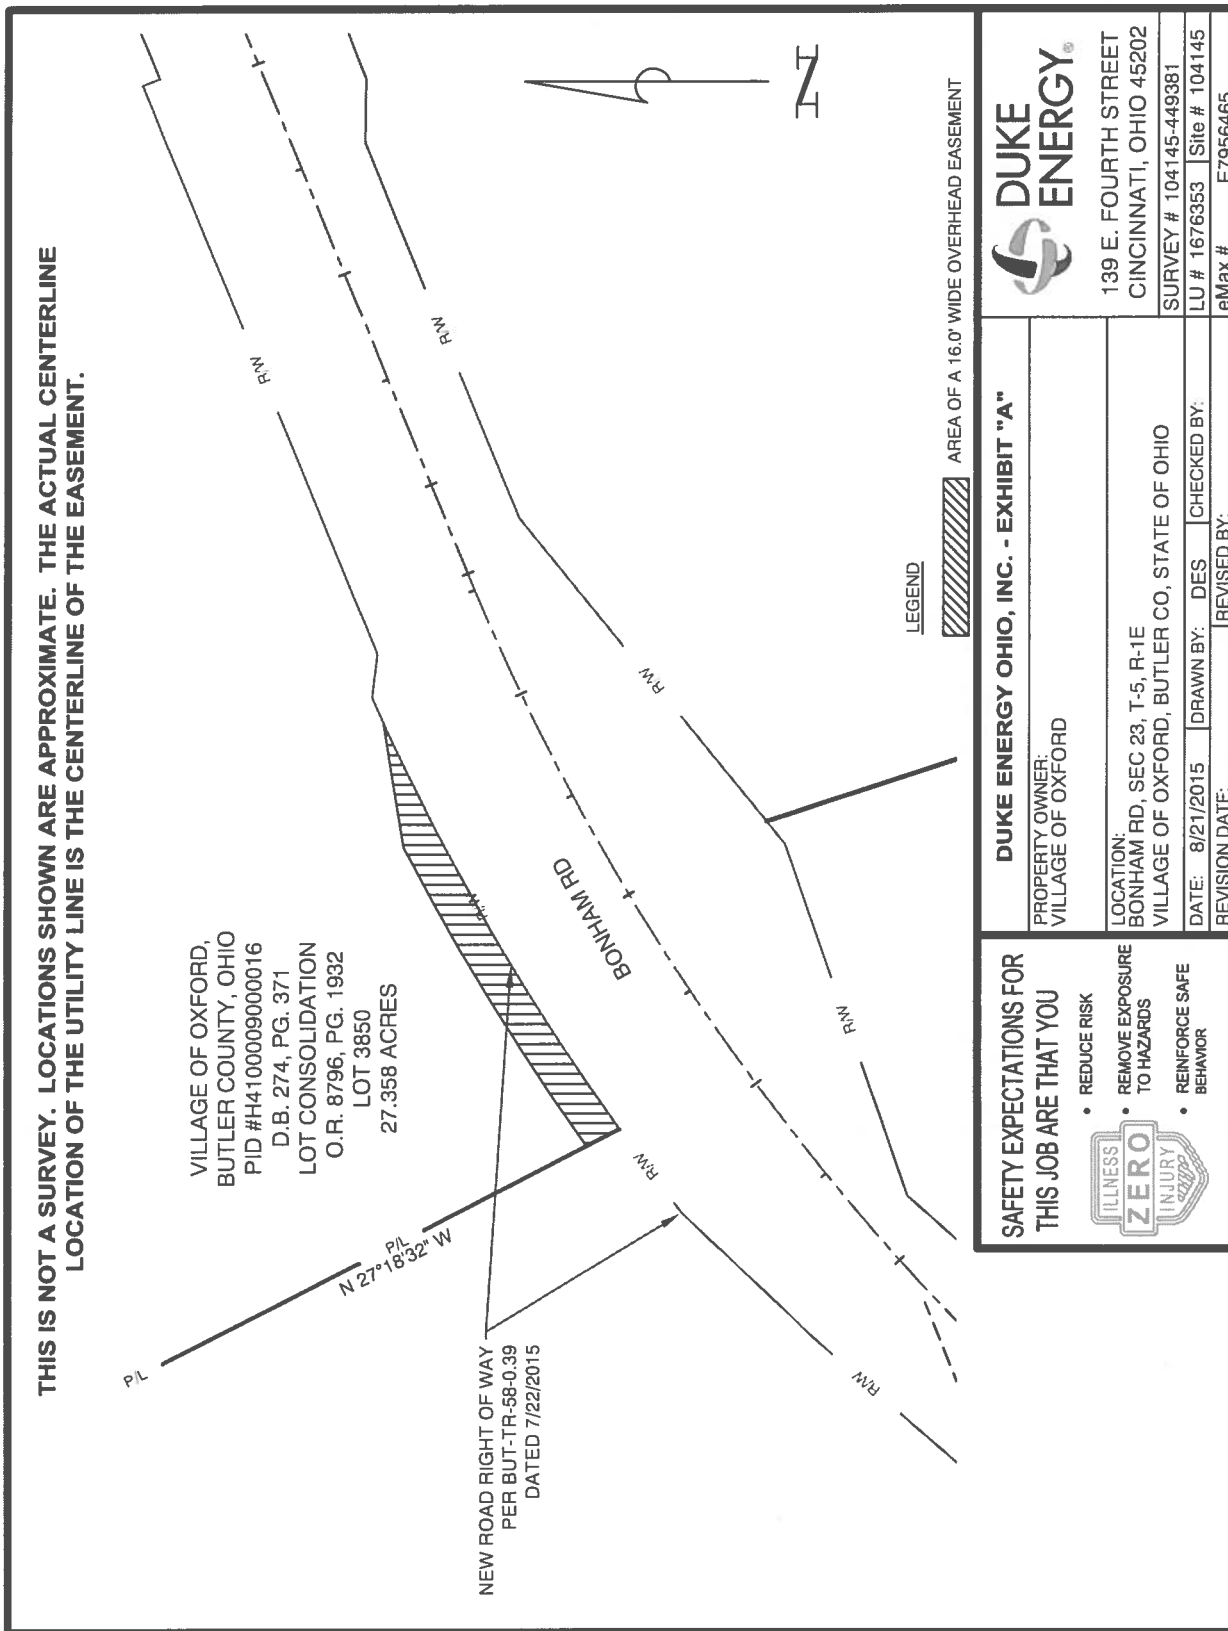 THIS IS NOT A SURVEY. LOCATIONS SHOWN ARE APPROXIMATE. THE ACTUAL CENTERLINE
LOCATION OF THE UTILITY LINE IS THE CENTERLINE OF THE EASEMENT.
VILLAGE OF OXFORD,
BUTLER COUNTY, OHIO
PID #H4100009000016
D.B. 274, PG. 371
LOT CONSOLIDATION
O.R. 8796, PG. 1932
LOT 3850
27.358 ACRES
P/L
P/L
N 27°18'32" W
NEW ROAD RIGHT OF WAY
PER BUT-TR-58-0.39
DATED 7/22/2015
R/W
R/W
R/W
R/W
R/W
R/W
R/W
BONHAM RD
N
LEGEND
AREA OF A 16.0' WIDE OVERHEAD EASEMENT
SAFETY EXPECTATIONS FOR
THIS JOB ARE THAT YOU
• REDUCE RISK
• REMOVE EXPOSURE
TO HAZARDS
• REINFORCE SAFE
BEHAVIOR
ILLNESS
ZERO
INJURY
DUKE ENERGY OHIO, INC. - EXHIBIT "A"
PROPERTY OWNER:
VILLAGE OF OXFORD
LOCATION:
BONHAM RD, SEC 23, T-5, R-1E
VILLAGE OF OXFORD, BUTLER CO, STATE OF OHIO
DATE: 8/21/2015 DRAWN BY: DES CHECKED BY:
REVISION DATE: REVISED BY:
DUKE
ENERGY®
139 E. FOURTH STREET
CINCINNATI, OHIO 45202
SURVEY # 104145-449381
LU # 1676353 Site # 104145
eMax # E7956465